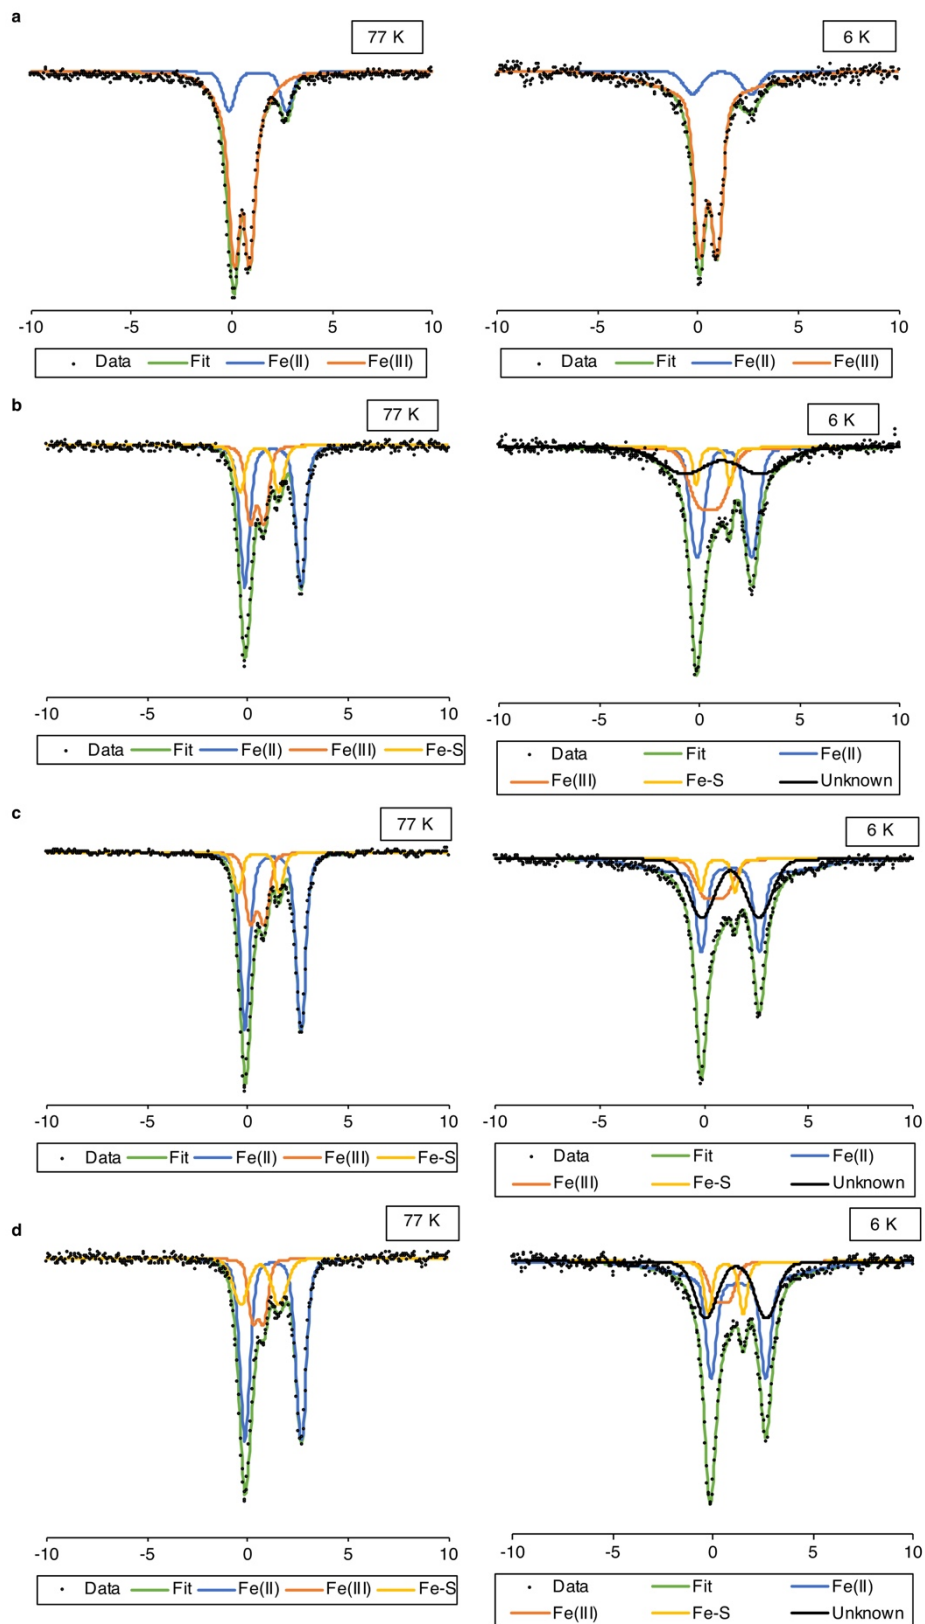 a
77 K
6 K
-10 -5 0 5 10
-10 -5 0 5 10
Data Fit Fe(II) Fe(III)
Data Fit Fe(II) Fe(III)
b
77 K
6 K
-10 -5 0 5 10
-10 -5 0 5 10
Data Fit Fe(II) Fe(III) Fe-S
Data Fit Fe(II)
Fe(III) Fe-S Unknown
c
77 K
6 K
-10 -5 0 5 10
-10 -5 0 5 10
Data Fit Fe(II) Fe(III) Fe-S
Data Fit Fe(II)
Fe(III) Fe-S Unknown
d
77 K
6 K
-10 -5 0 5 10
-10 -5 0 5 10
Data Fit Fe(II) Fe(III) Fe-S
Data Fit Fe(II)
Fe(III) Fe-S Unknown